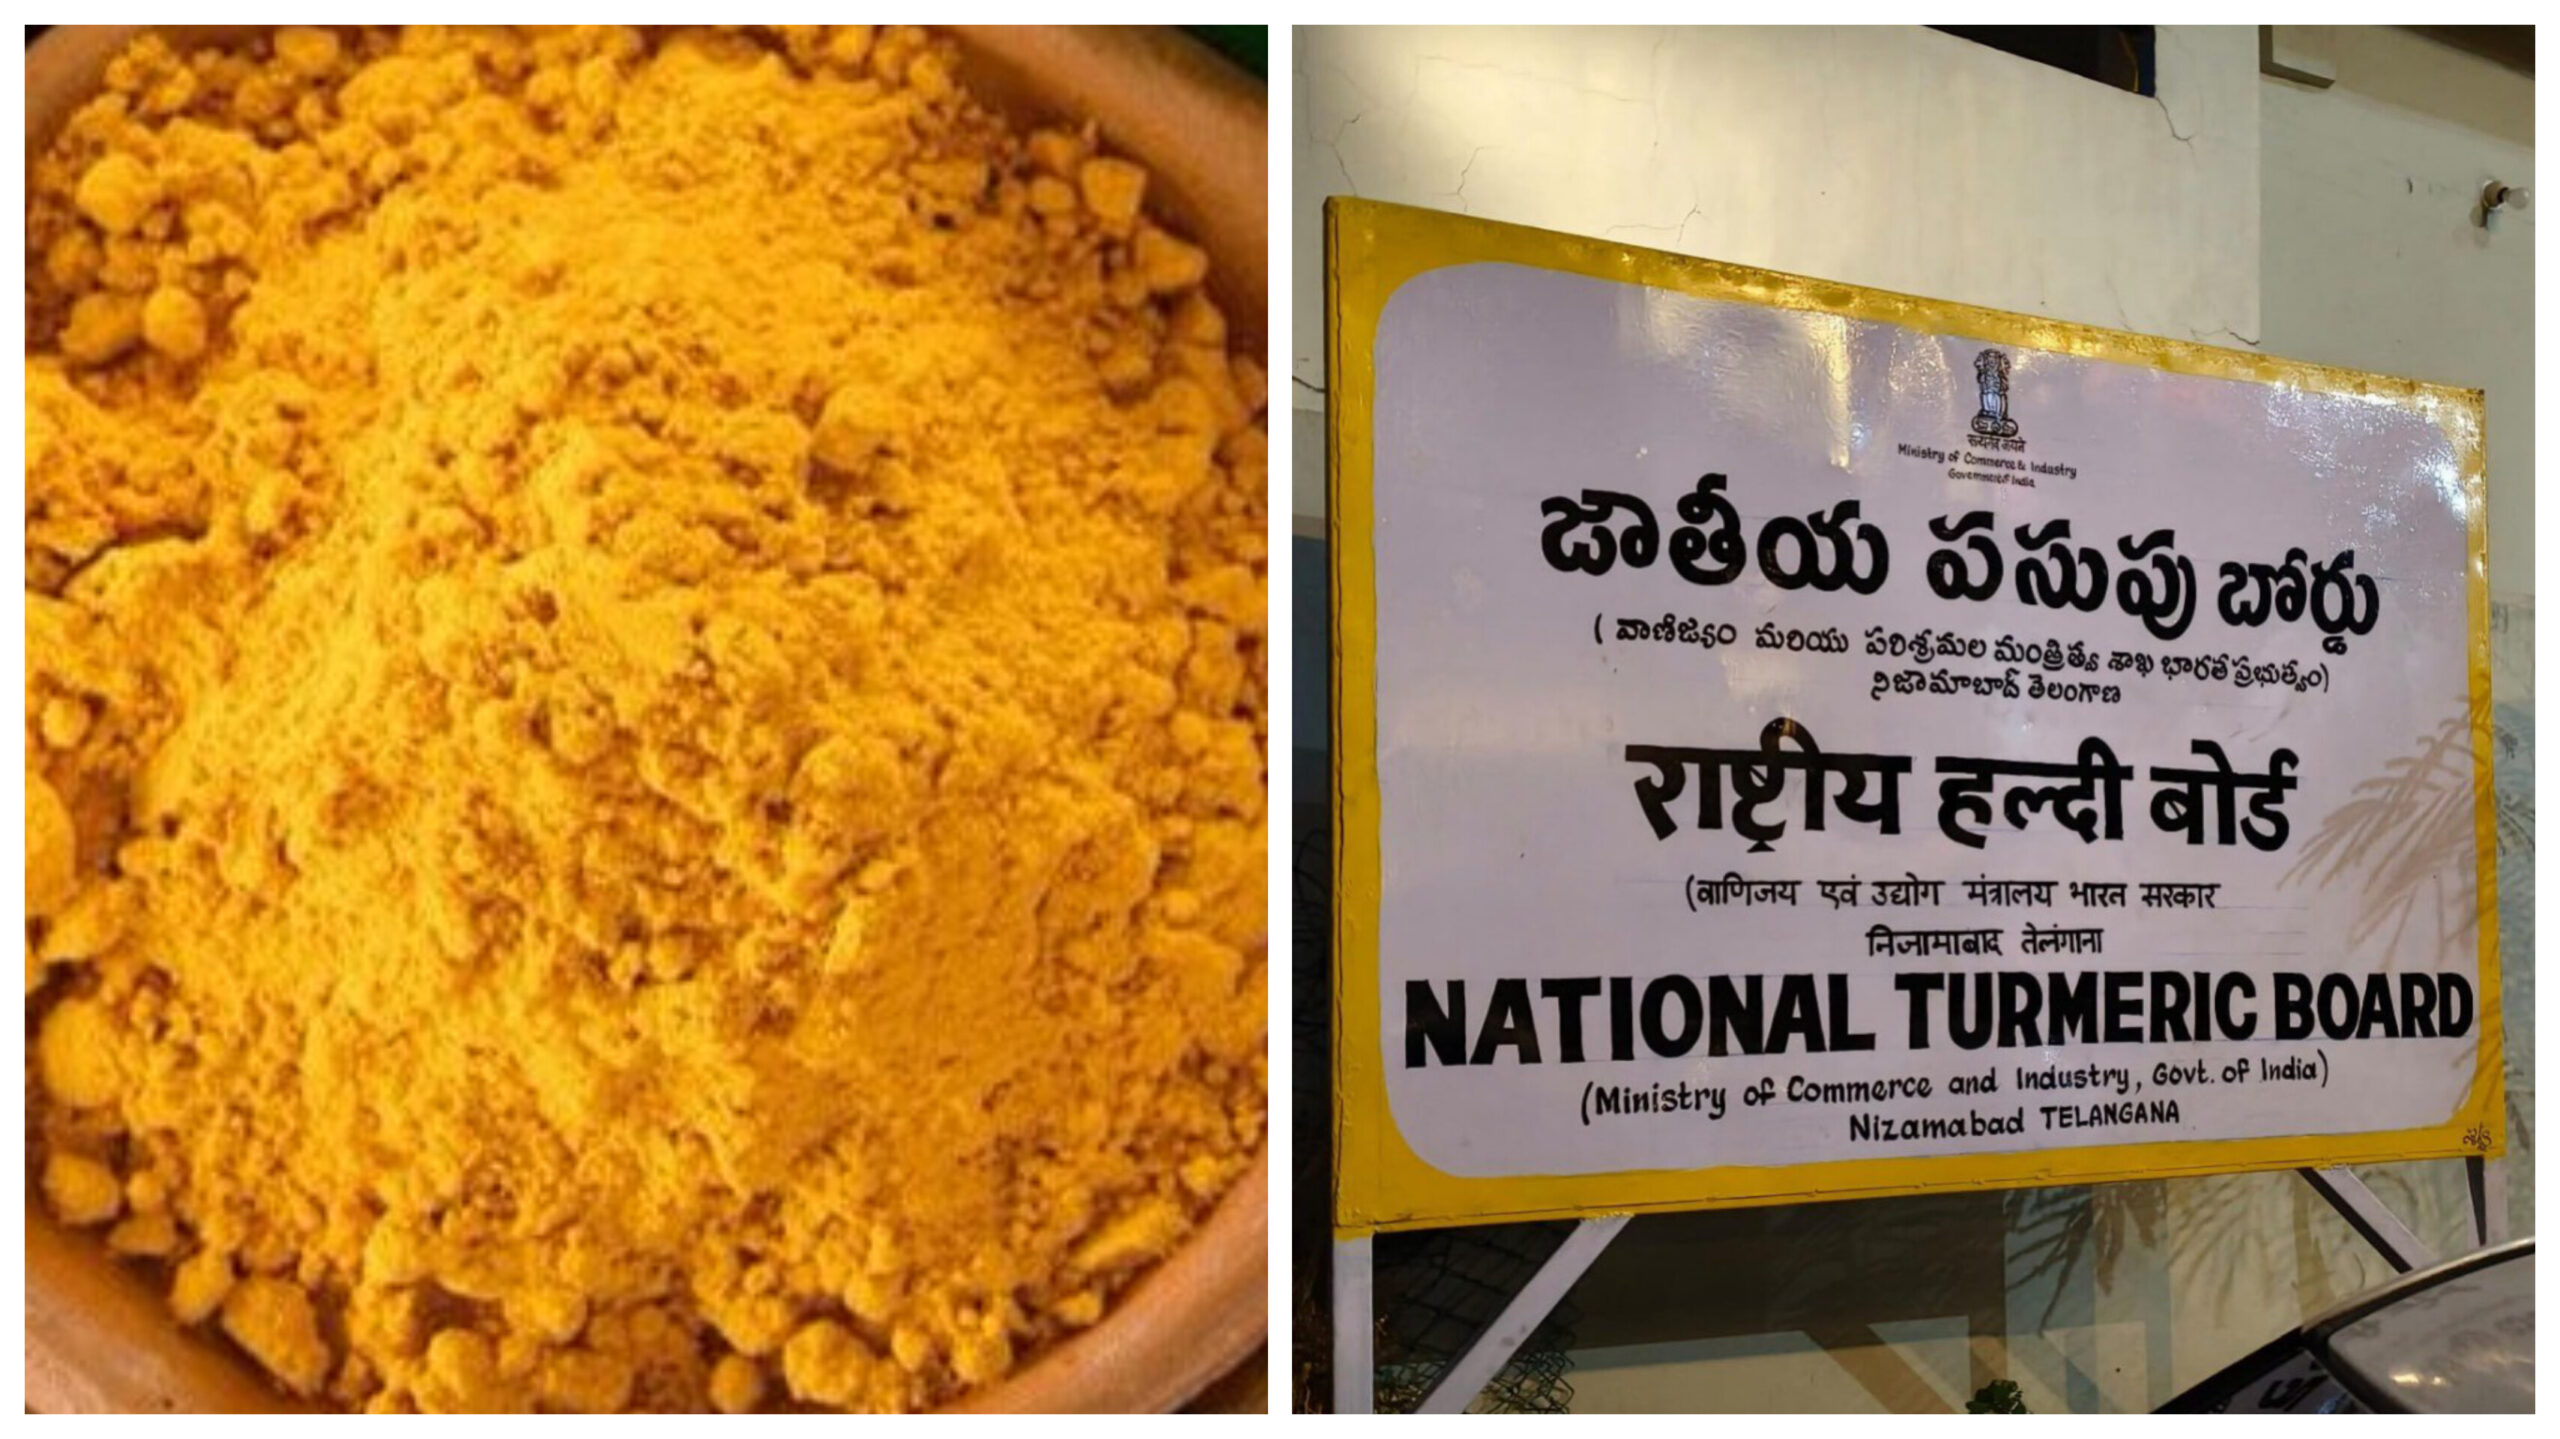 सत्यमेव जयते
Ministry of Commerce & Industry
Government of India
జాతీయ పసుపు బోర్డు
( వాణిజ్యం మరియు పరిశ్రమల మంత్రిత్వ శాఖ భారత ప్రభుత్వం)
నిజామాబాద్ తెలంగాణ
राष्ट्रीय हल्दी बोर्ड
(वाणिजय एवं उद्योग मंत्रालय भारत सरकार
निजामाबाद तेलंगाना
NATIONAL TURMERIC BOARD
(Ministry of Commerce and Industry, Govt. of India)
Nizamabad TELANGANA